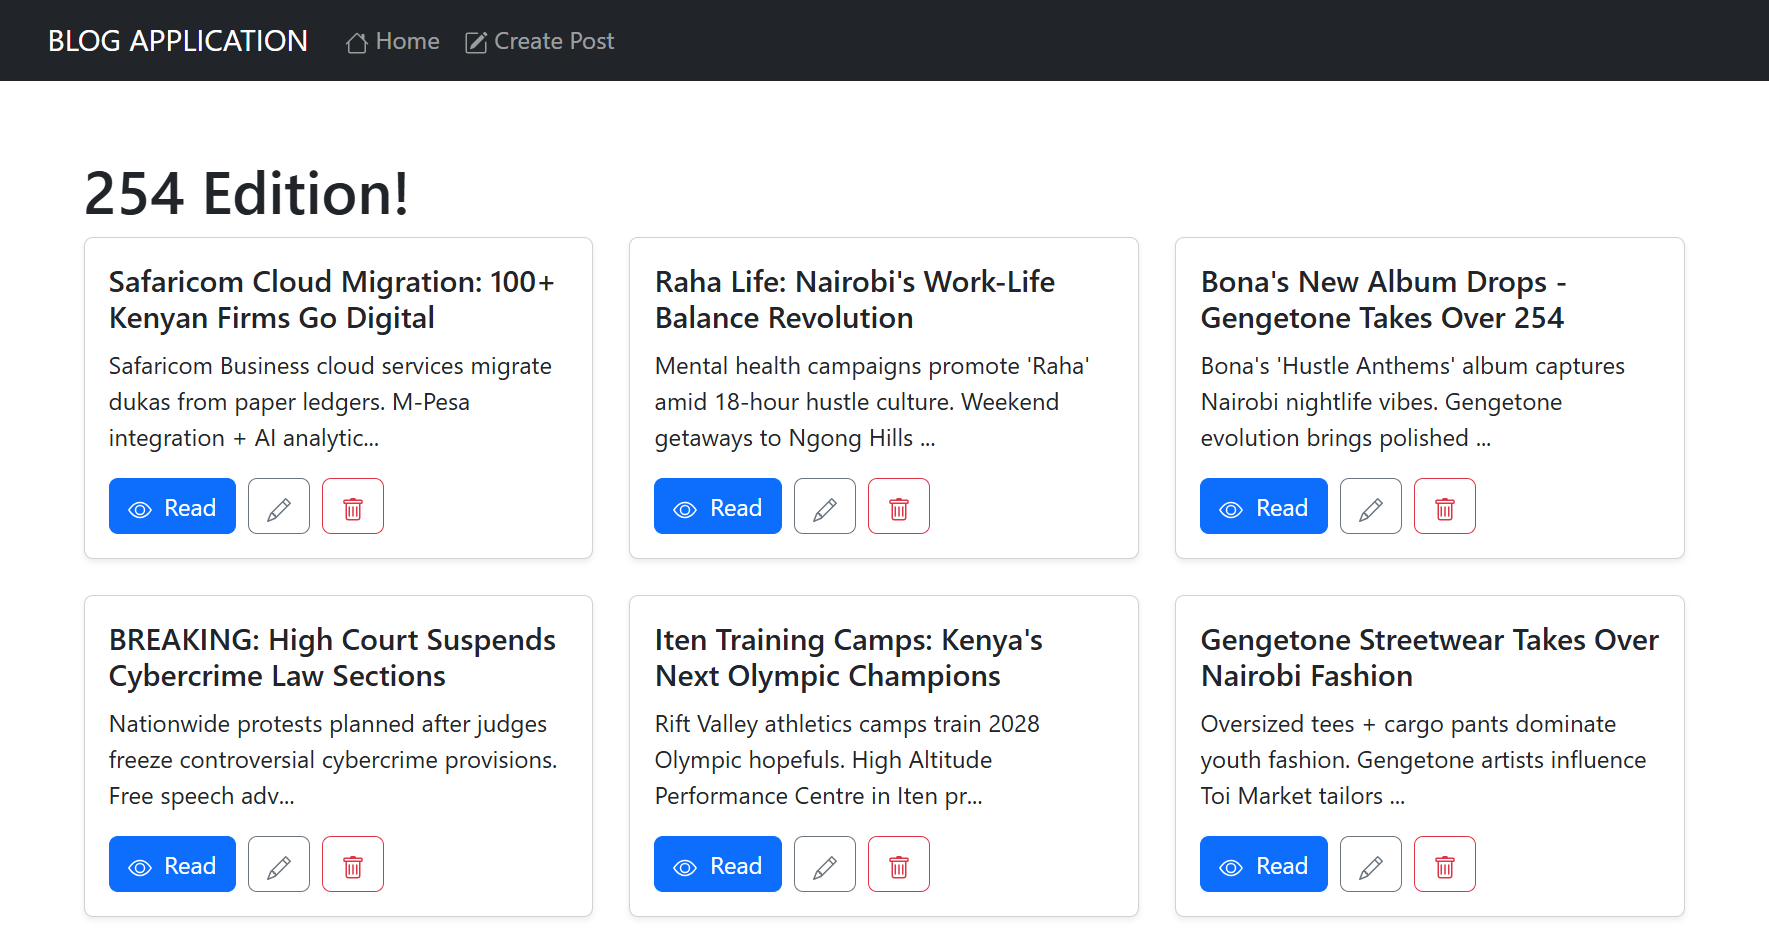 BLOG APPLICATION Home Create Post
254 Edition!
Safaricom Cloud Migration: 100+
Kenyan Firms Go Digital
Safaricom Business cloud services migrate
dukas from paper ledgers. M-Pesa
integration + AI analytic...
Read
Raha Life: Nairobi's Work-Life
Balance Revolution
Mental health campaigns promote 'Raha'
amid 18-hour hustle culture. Weekend
getaways to Ngong Hills ...
Read
Bona's New Album Drops -
Gengetone Takes Over 254
Bona's 'Hustle Anthems' album captures
Nairobi nightlife vibes. Gengetone
evolution brings polished ...
Read
BREAKING: High Court Suspends
Cybercrime Law Sections
Nationwide protests planned after judges
freeze controversial cybercrime provisions.
Free speech adv...
Read
Iten Training Camps: Kenya's
Next Olympic Champions
Rift Valley athletics camps train 2028
Olympic hopefuls. High Altitude
Performance Centre in Iten pr...
Read
Gengetone Streetwear Takes Over
Nairobi Fashion
Oversized tees + cargo pants dominate
youth fashion. Gengetone artists influence
Toi Market tailors ...
Read